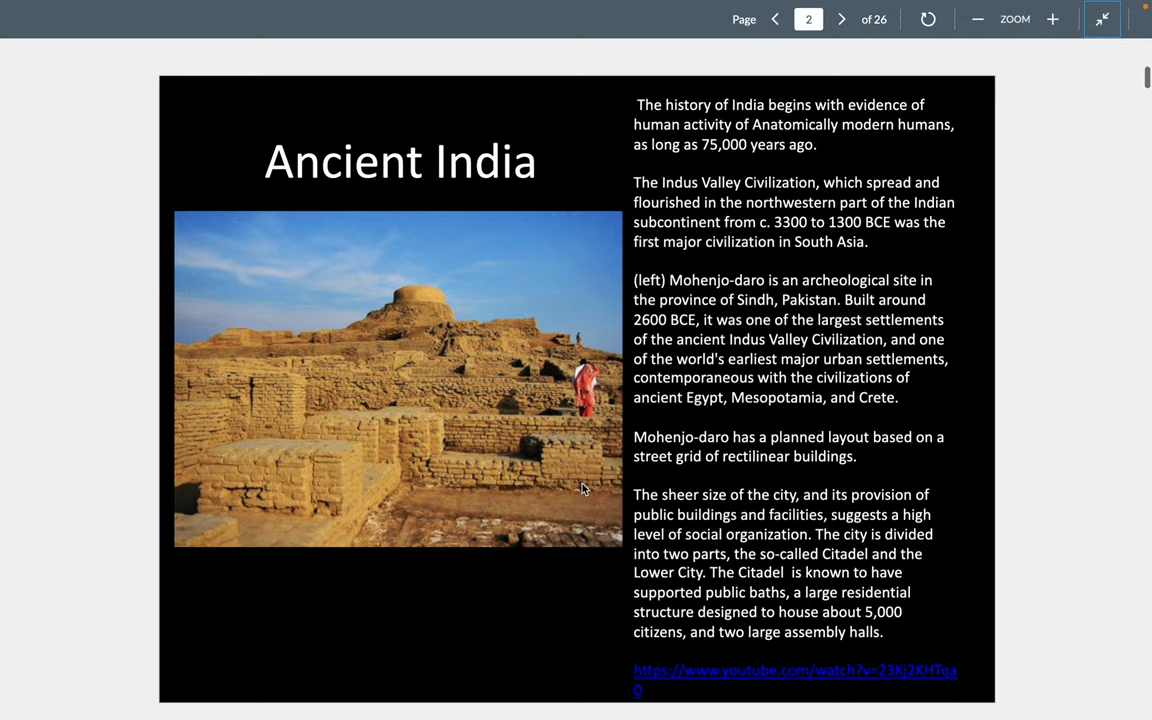 Page 2 of 26 ZOOM
Ancient India
The history of India begins with evidence of
human activity of Anatomically modern humans,
as long as 75,000 years ago.
The Indus Valley Civilization, which spread and
flourished in the northwestern part of the Indian
subcontinent from c. 3300 to 1300 BCE was the
first major civilization in South Asia.
(left) Mohenjo-daro is an archeological site in
the province of Sindh, Pakistan. Built around
2600 BCE, it was one of the largest settlements
of the ancient Indus Valley Civilization, and one
of the world's earliest major urban settlements,
contemporaneous with the civilizations of
ancient Egypt, Mesopotamia, and Crete.
Mohenjo-daro has a planned layout based on a
street grid of rectilinear buildings.
The sheer size of the city, and its provision of
public buildings and facilities, suggests a high
level of social organization. The city is divided
into two parts, the so-called Citadel and the
Lower City. The Citadel  is known to have
supported public baths, a large residential
structure designed to house about 5,000
citizens, and two large assembly halls.
https://www.youtube.com/watch?v=23Kj2KHTqa
0